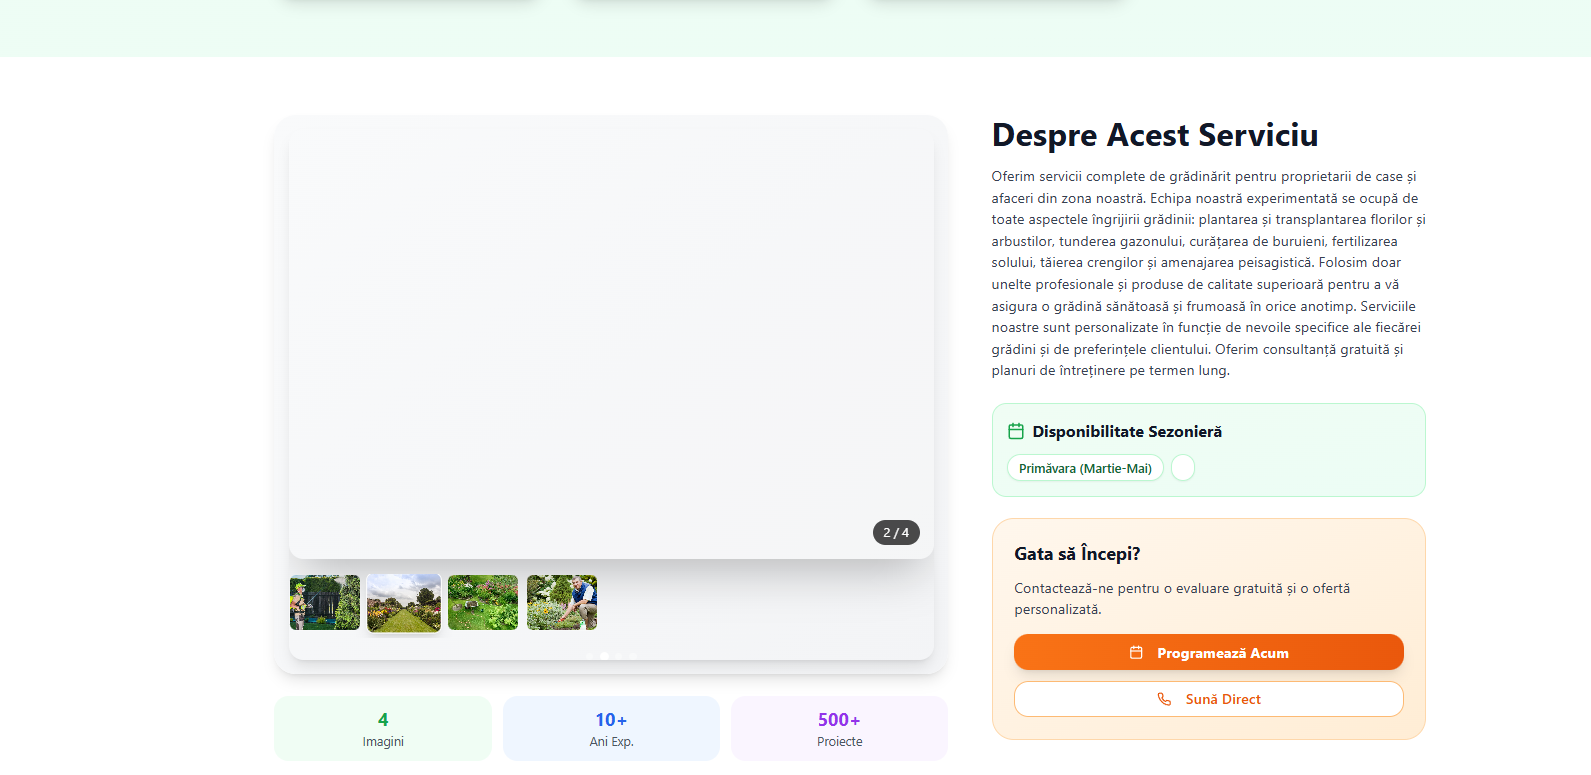 Despre Acest Serviciu
Oferim servicii complete de grădinărit pentru proprietarii de case și
afaceri din zona noastră. Echipa noastră experimentată se ocupă de
toate aspectele îngrijirii grădinii: plantarea și transplantarea florilor și
arbustilor, tunderea gazonului, curățarea de buruieni, fertilizarea
solului, tăierea crengilor și amenajarea peisagistică. Folosim doar
unelte profesionale și produse de calitate superioară pentru a vă
asigura o grădină sănătoasă și frumoasă în orice anotimp. Serviciile
noastre sunt personalizate în funcție de nevoile specifice ale fiecărei
grădini și de preferințele clientului. Oferim consultanță gratuită și
planuri de întreținere pe termen lung.
Disponibilitate Sezonieră
Primăvara (Martie-Mai)
Gata să Începi?
Contactează-ne pentru o evaluare gratuită și o ofertă
personalizată.
Programează Acum
Sună Direct
2 / 4
4
Imagini
10+
Ani Exp.
500+
Proiecte